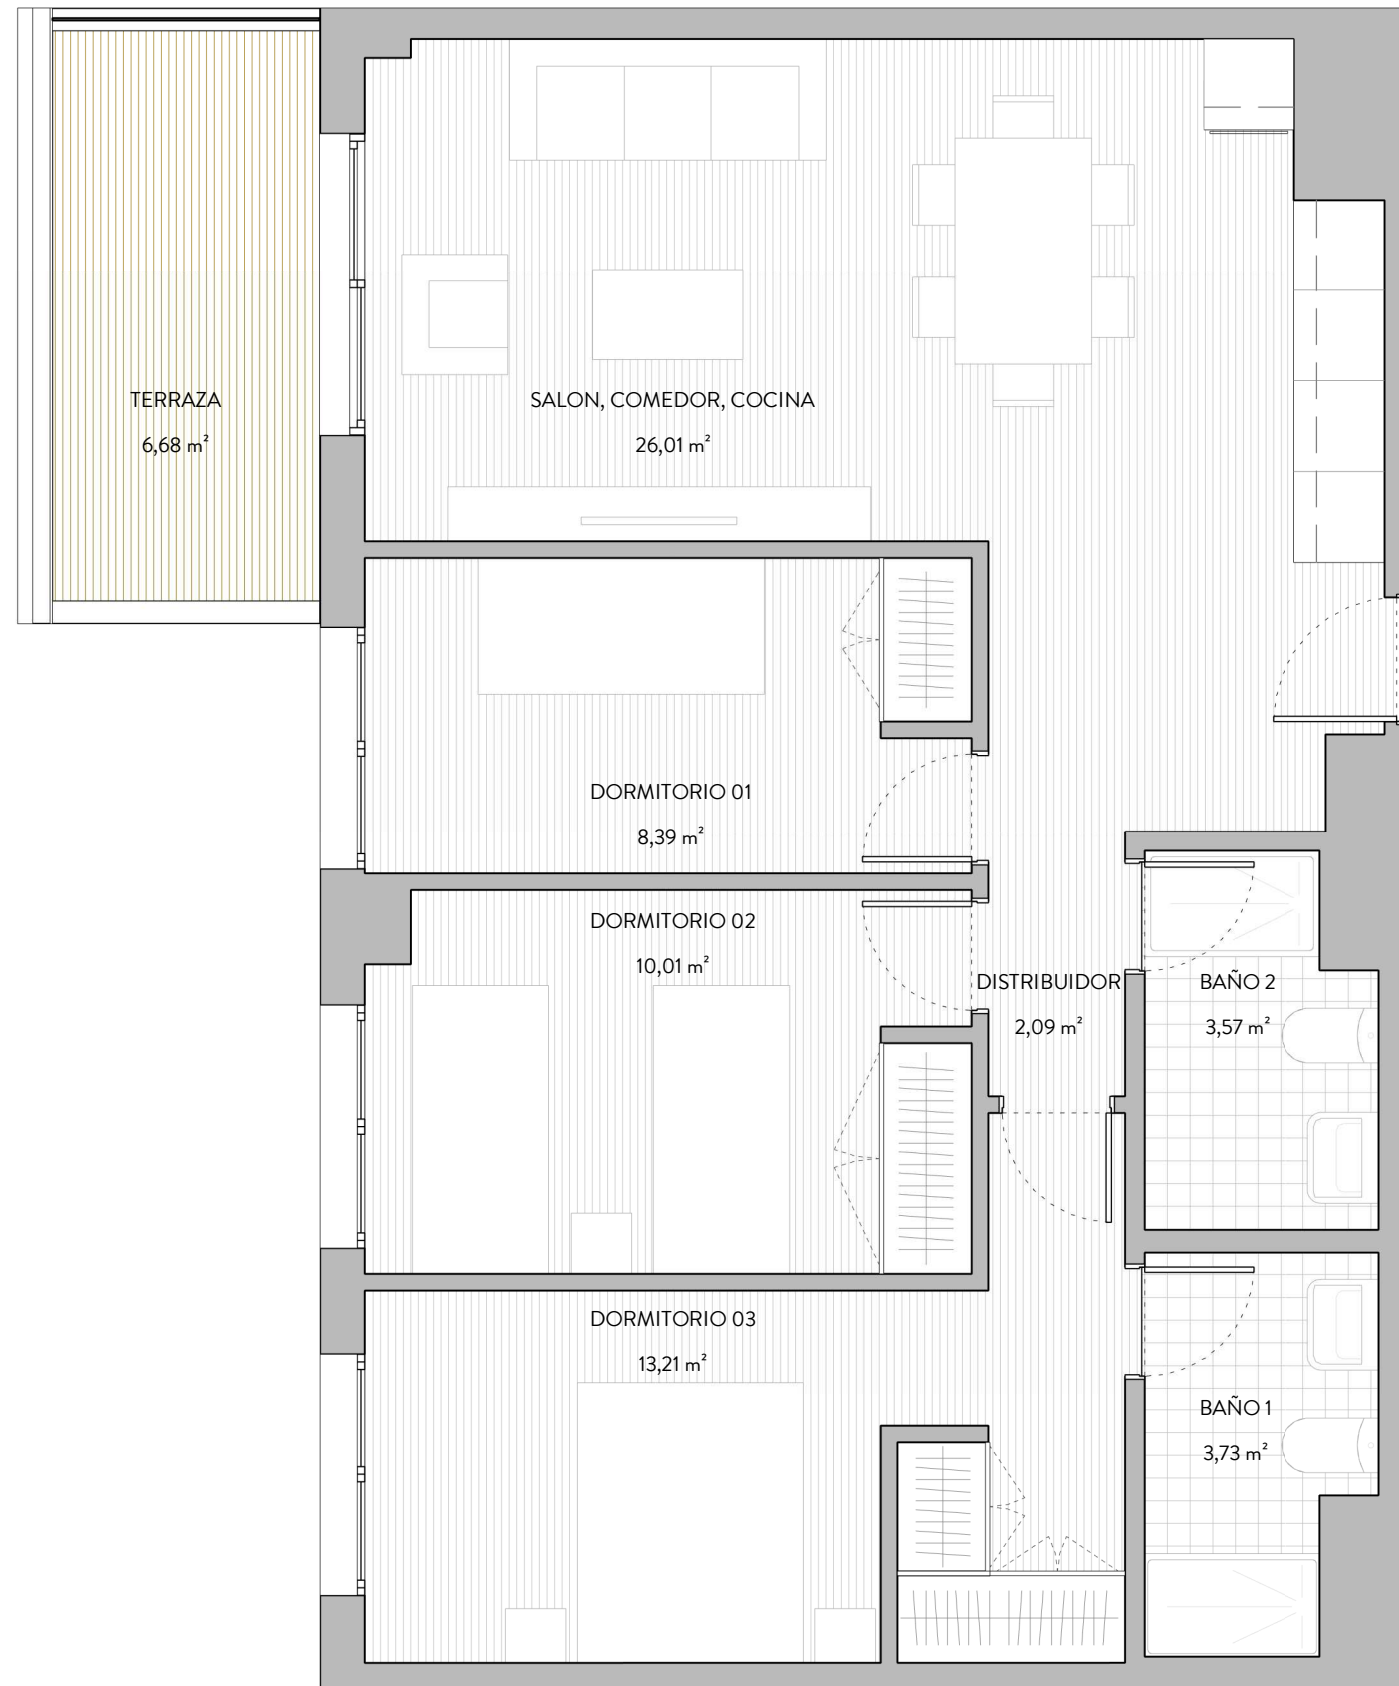 TERRAZA
6,68 m²
SALON, COMEDOR, COCINA
26,01 m²
DORMITORIO 01
8,39 m²
DORMITORIO 02
10,01 m²
DISTRIBUIDOR
2,09 m²
BAÑO 2
3,57 m²
DORMITORIO 03
13,21 m²
BAÑO 1
3,73 m²